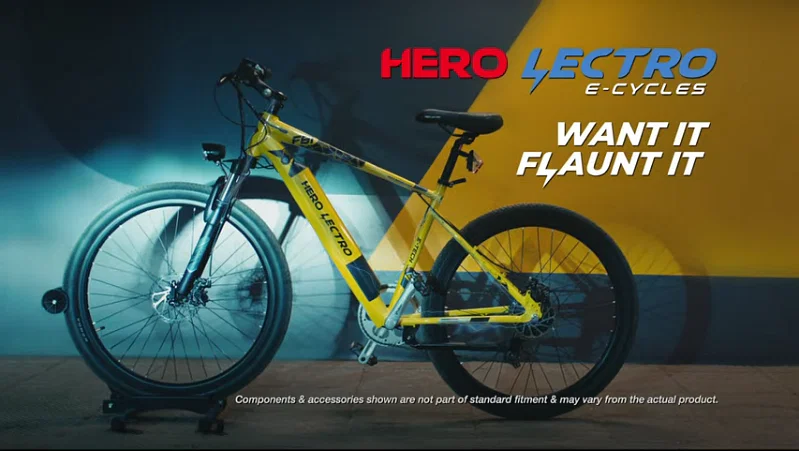 HERO LECTRO
E-CYCLES
WANT IT
FLAUNT IT
HERO LECTRO
E-TECH
Components & accessories shown are not part of standard fitment & may vary from the actual product.